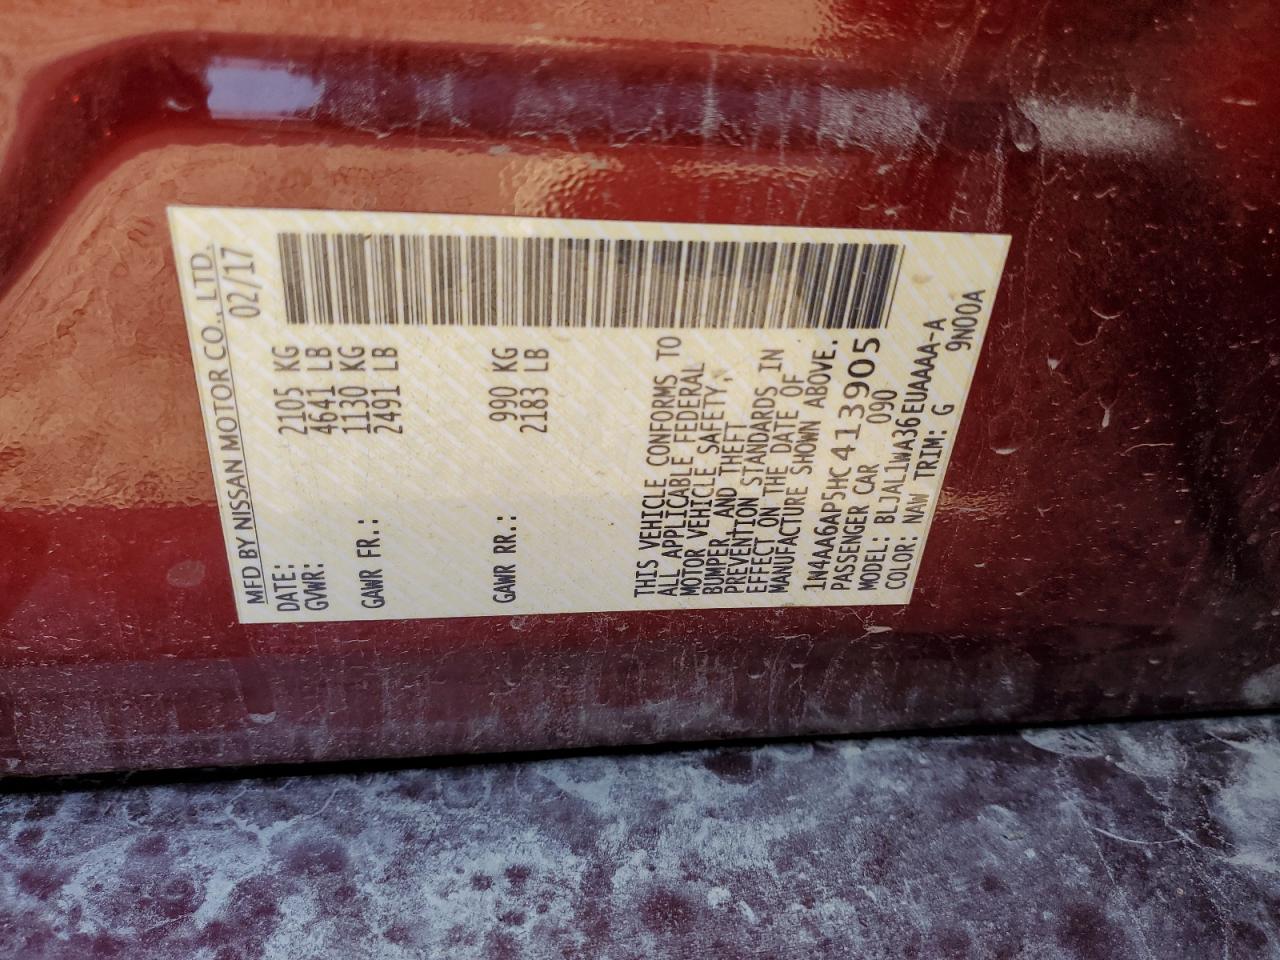 MFD BY NISSAN MOTOR CO., LTD.
DATE: 02/17
GVWR: 2105 KG
4641 LB
GAWR FR.: 1130 KG
2491 LB
GAWR RR.: 990 KG
2183 LB
THIS VEHICLE CONFORMS TO
ALL APPLICABLE FEDERAL
MOTOR VEHICLE SAFETY,
BUMPER, AND THEFT
PREVENTION STANDARDS IN
EFFECT ON THE DATE OF
MANUFACTURE SHOWN ABOVE.
1N4AA6AP5HC413905
PASSENGER CAR 090
MODEL: BLJAL1WA36EUAAAA-A
COLOR: NAW TRIM: G 9N00A